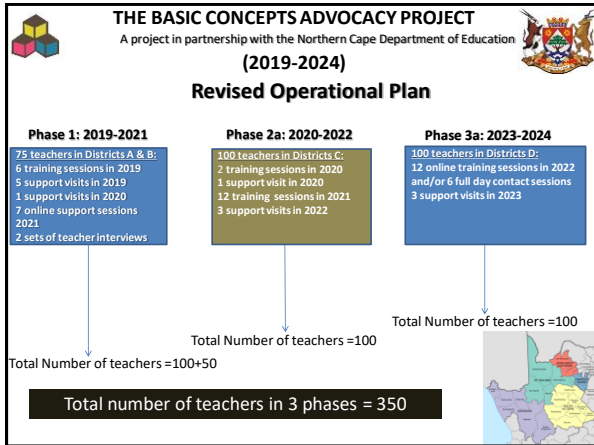 THE BASIC CONCEPTS ADVOCACY PROJECT
A project in partnership with the Northern Cape Department of Education
(2019-2024)
Revised Operational Plan
Phase 1: 2019-2021
75 teachers in Districts A & B:
6 training sessions in 2019
5 support visits in 2019
1 support visits in 2020
7 online support sessions
2021
2 sets of teacher interviews
Total Number of teachers =100+50
Phase 2a: 2020-2022
100 teachers in Districts C:
2 training sessions in 2020
1 support visit in 2020
12 training sessions in 2021
3 support visits in 2022
Total Number of teachers =100
Phase 3a: 2023-2024
100 teachers in Districts D:
12 online training sessions in 2022
and/or 6 full day contact sessions
3 support visits in 2023
Total Number of teachers =100
Total number of teachers in 3 phases = 350